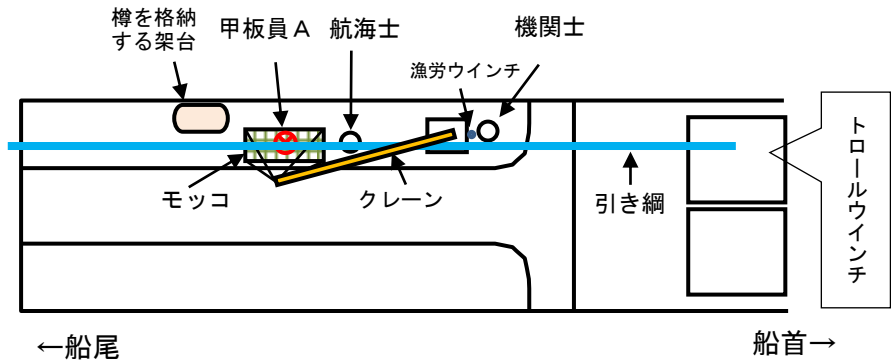 樽を格納
する架台
甲板員A
航海士
機関士
漁労ウインチ
トロールウインチ
モッコ
クレーン
引き綱
←船尾
船首→